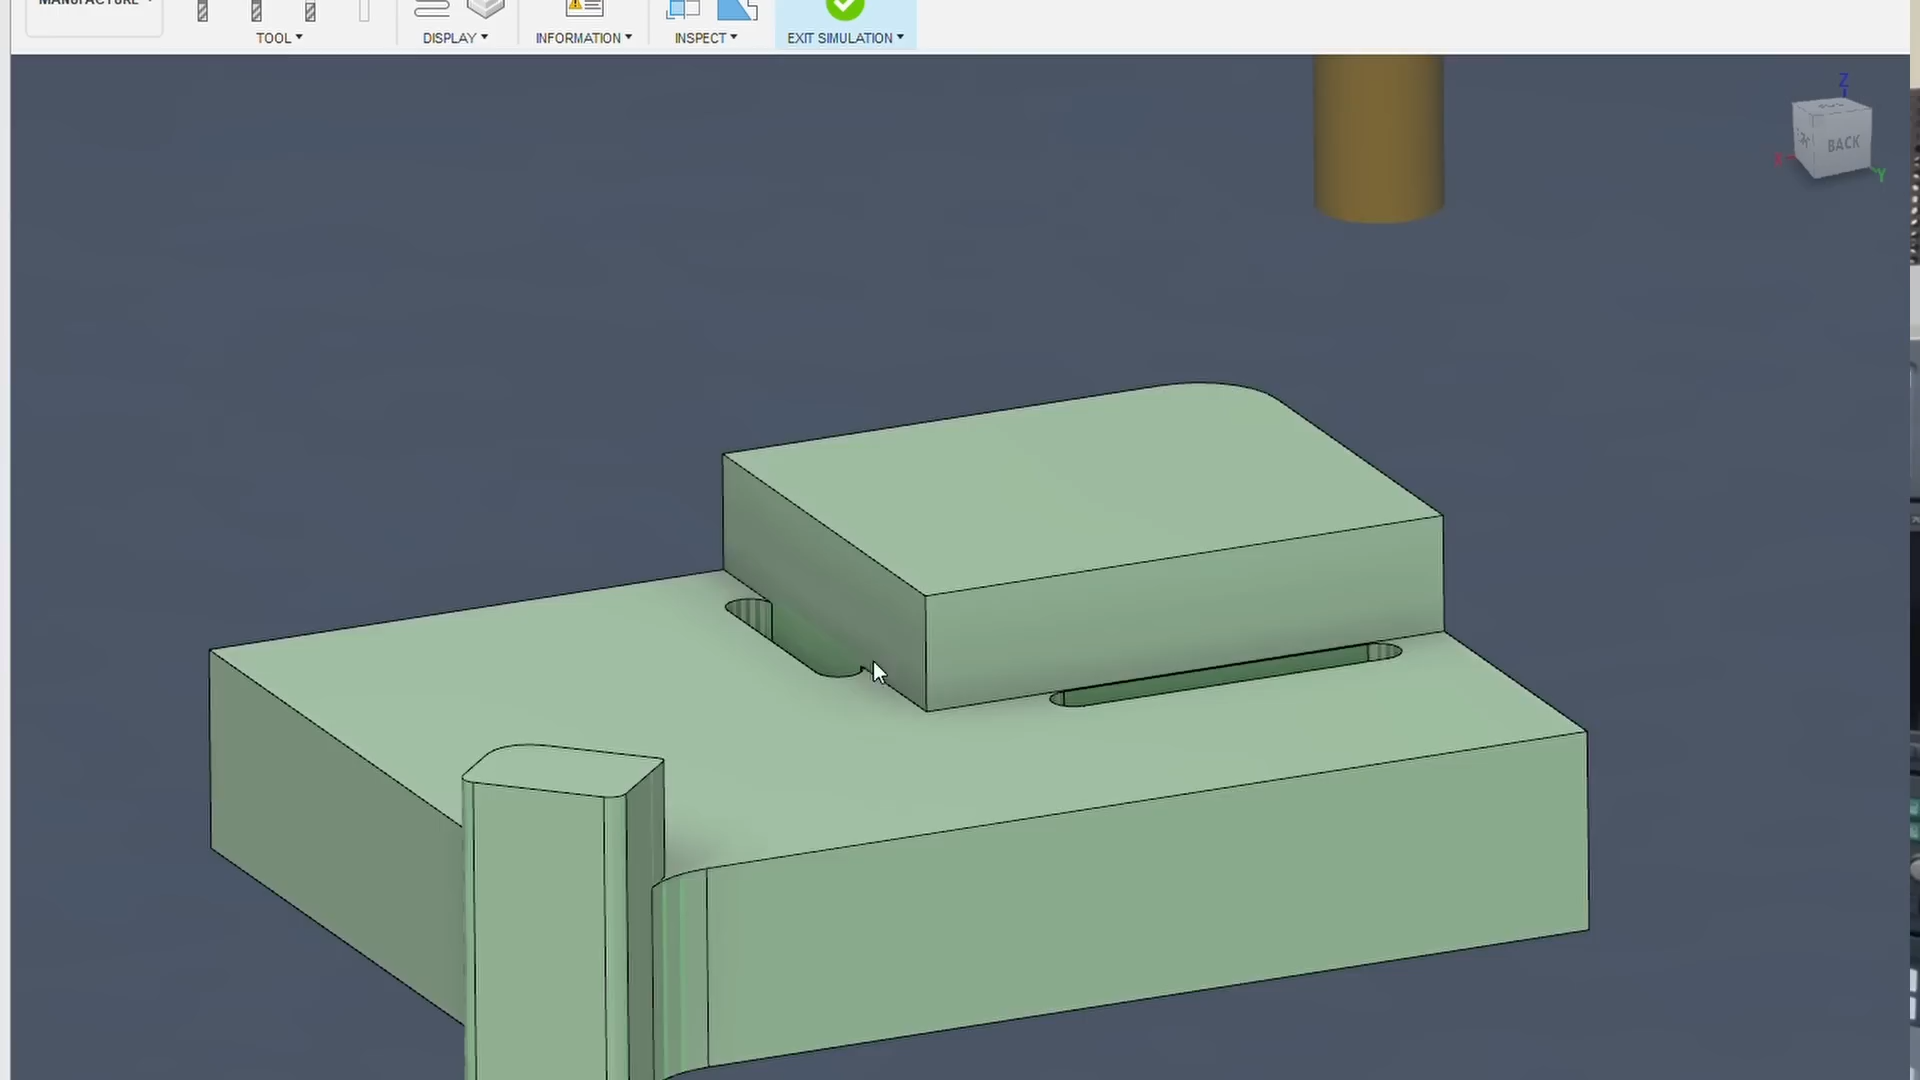 MANUFACTURE
TOOL
DISPLAY
INFORMATION
INSPECT
EXIT SIMULATION
Z
BACK
X
Y